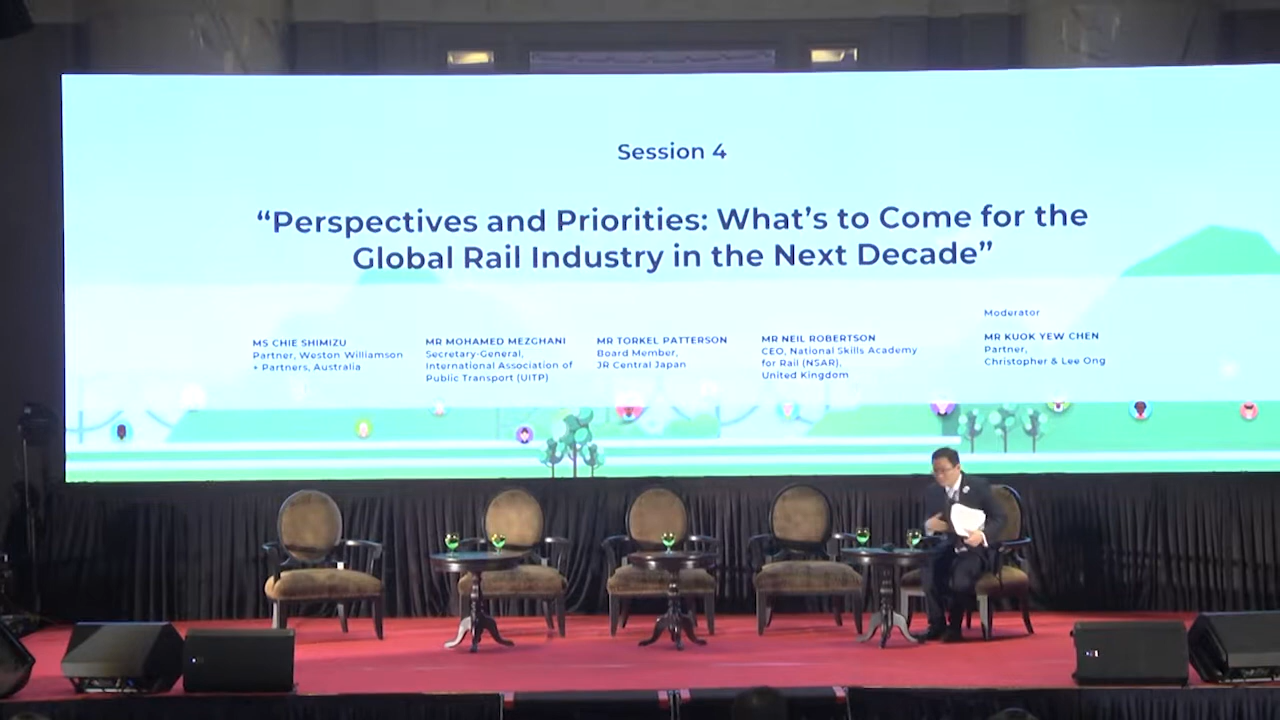 Session 4
“Perspectives and Priorities: What’s to Come for the
Global Rail Industry in the Next Decade”
MS CHIE SHIMIZU
Partner, Weston Williamson
+ Partners, Australia
MR MOHAMED MEZGHANI
Secretary-General,
International Association of
Public Transport (UITP)
MR TORKEL PATTERSON
Board Member,
JR Central Japan
MR NEIL ROBERTSON
CEO, National Skills Academy
for Rail (NSAR),
United Kingdom
Moderator
MR KUOK YEW CHEN
Partner,
Christopher & Lee Ong